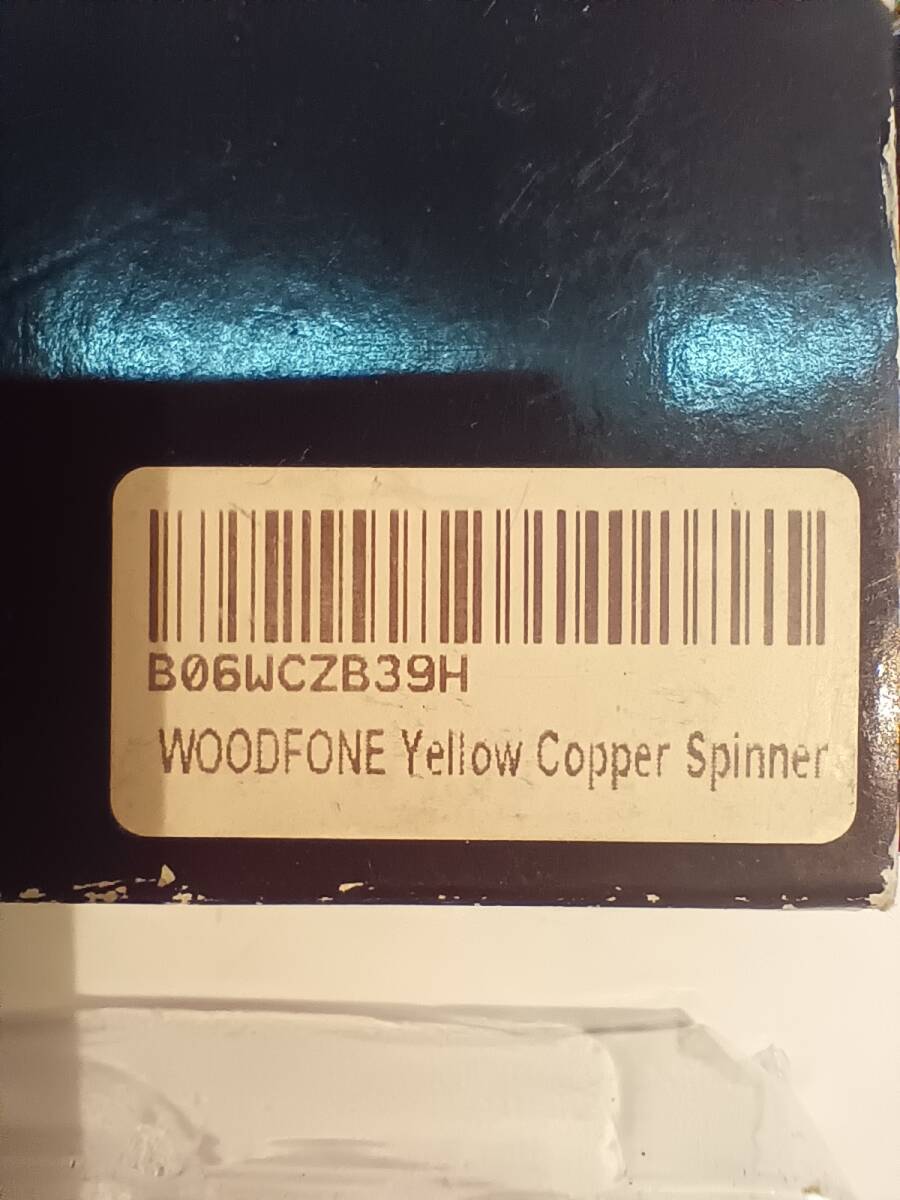 B06WCZB39H
WOODFONE Yellow Copper Spinner